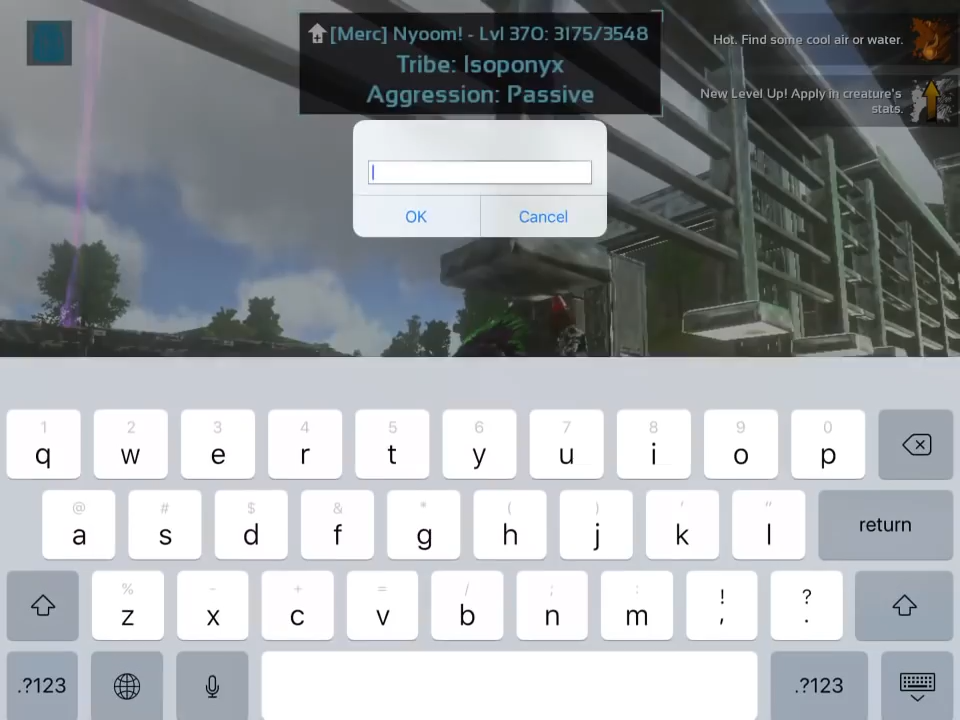 [Merc] Nyoom! - Lvl 370: 3175/3548
Tribe: Isoponyx
Aggression: Passive
Hot. Find some cool air or water.
New Level Up! Apply in creature's
stats.
OK Cancel
1 2 3 4 5 6 7 8 9 0
q w e r t y u i o p
@ # $ & * ( ) ' "
a s d f g h j k l return
% - + = / ; : ! ?
z x c v b n m , .
.?123 .?123